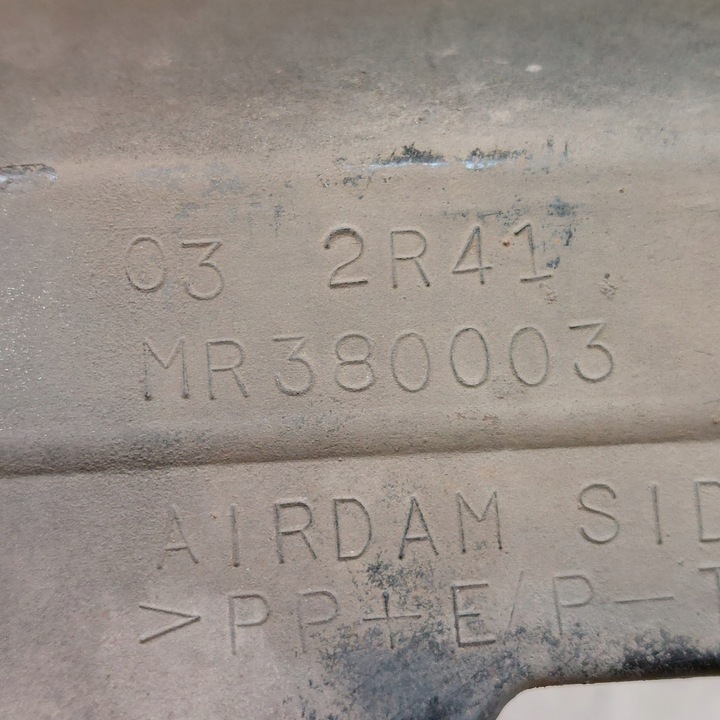 03 2R41
MR380003
AIRDAM SID
>PP+E/P-T